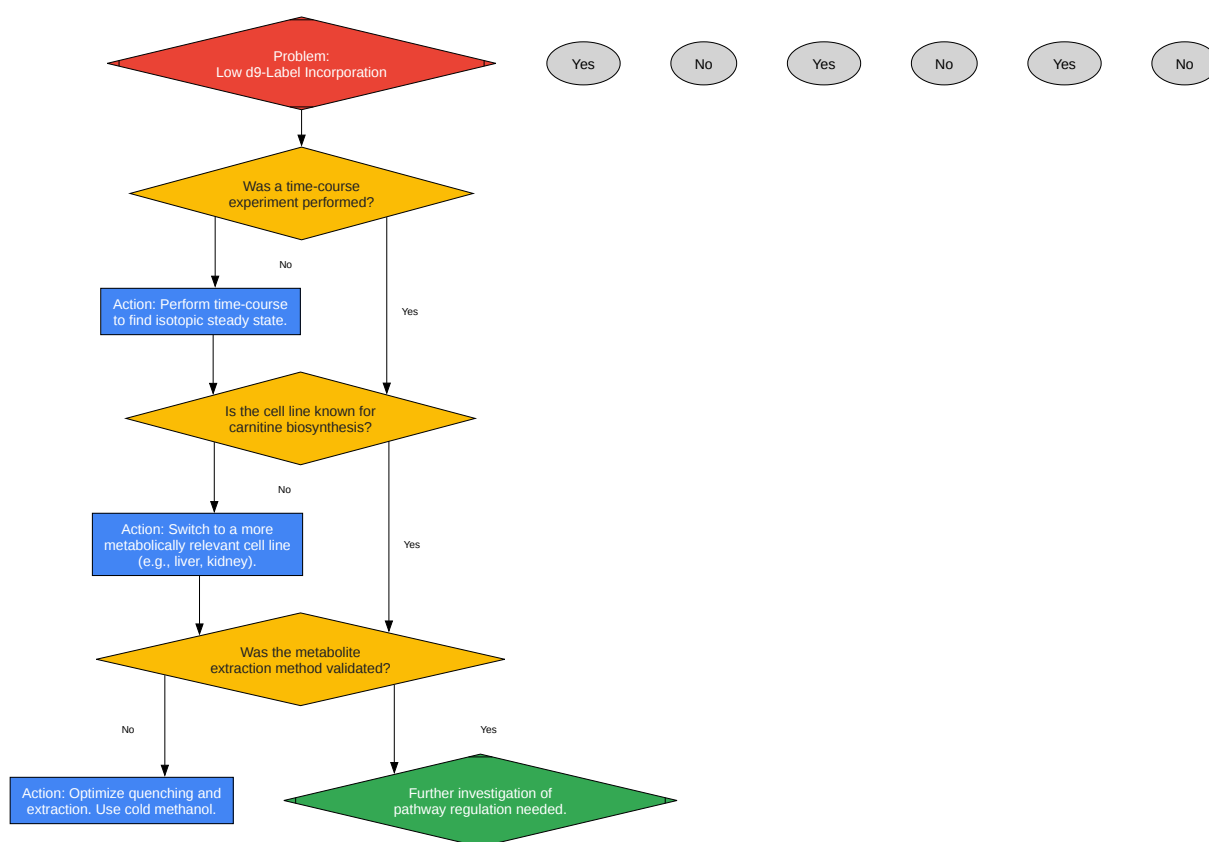 Problem:
Low d9-Label Incorporation
Yes
No
Yes
No
Yes
No
Was a time-course
experiment performed?
No
Yes
Action: Perform time-course
to find isotopic steady state.
Is the cell line known for
carnitine biosynthesis?
No
Yes
Action: Switch to a more
metabolically relevant cell line
(e.g., liver, kidney).
Was the metabolite
extraction method validated?
No
Yes
Action: Optimize quenching and
extraction. Use cold methanol.
Further investigation of
pathway regulation needed.